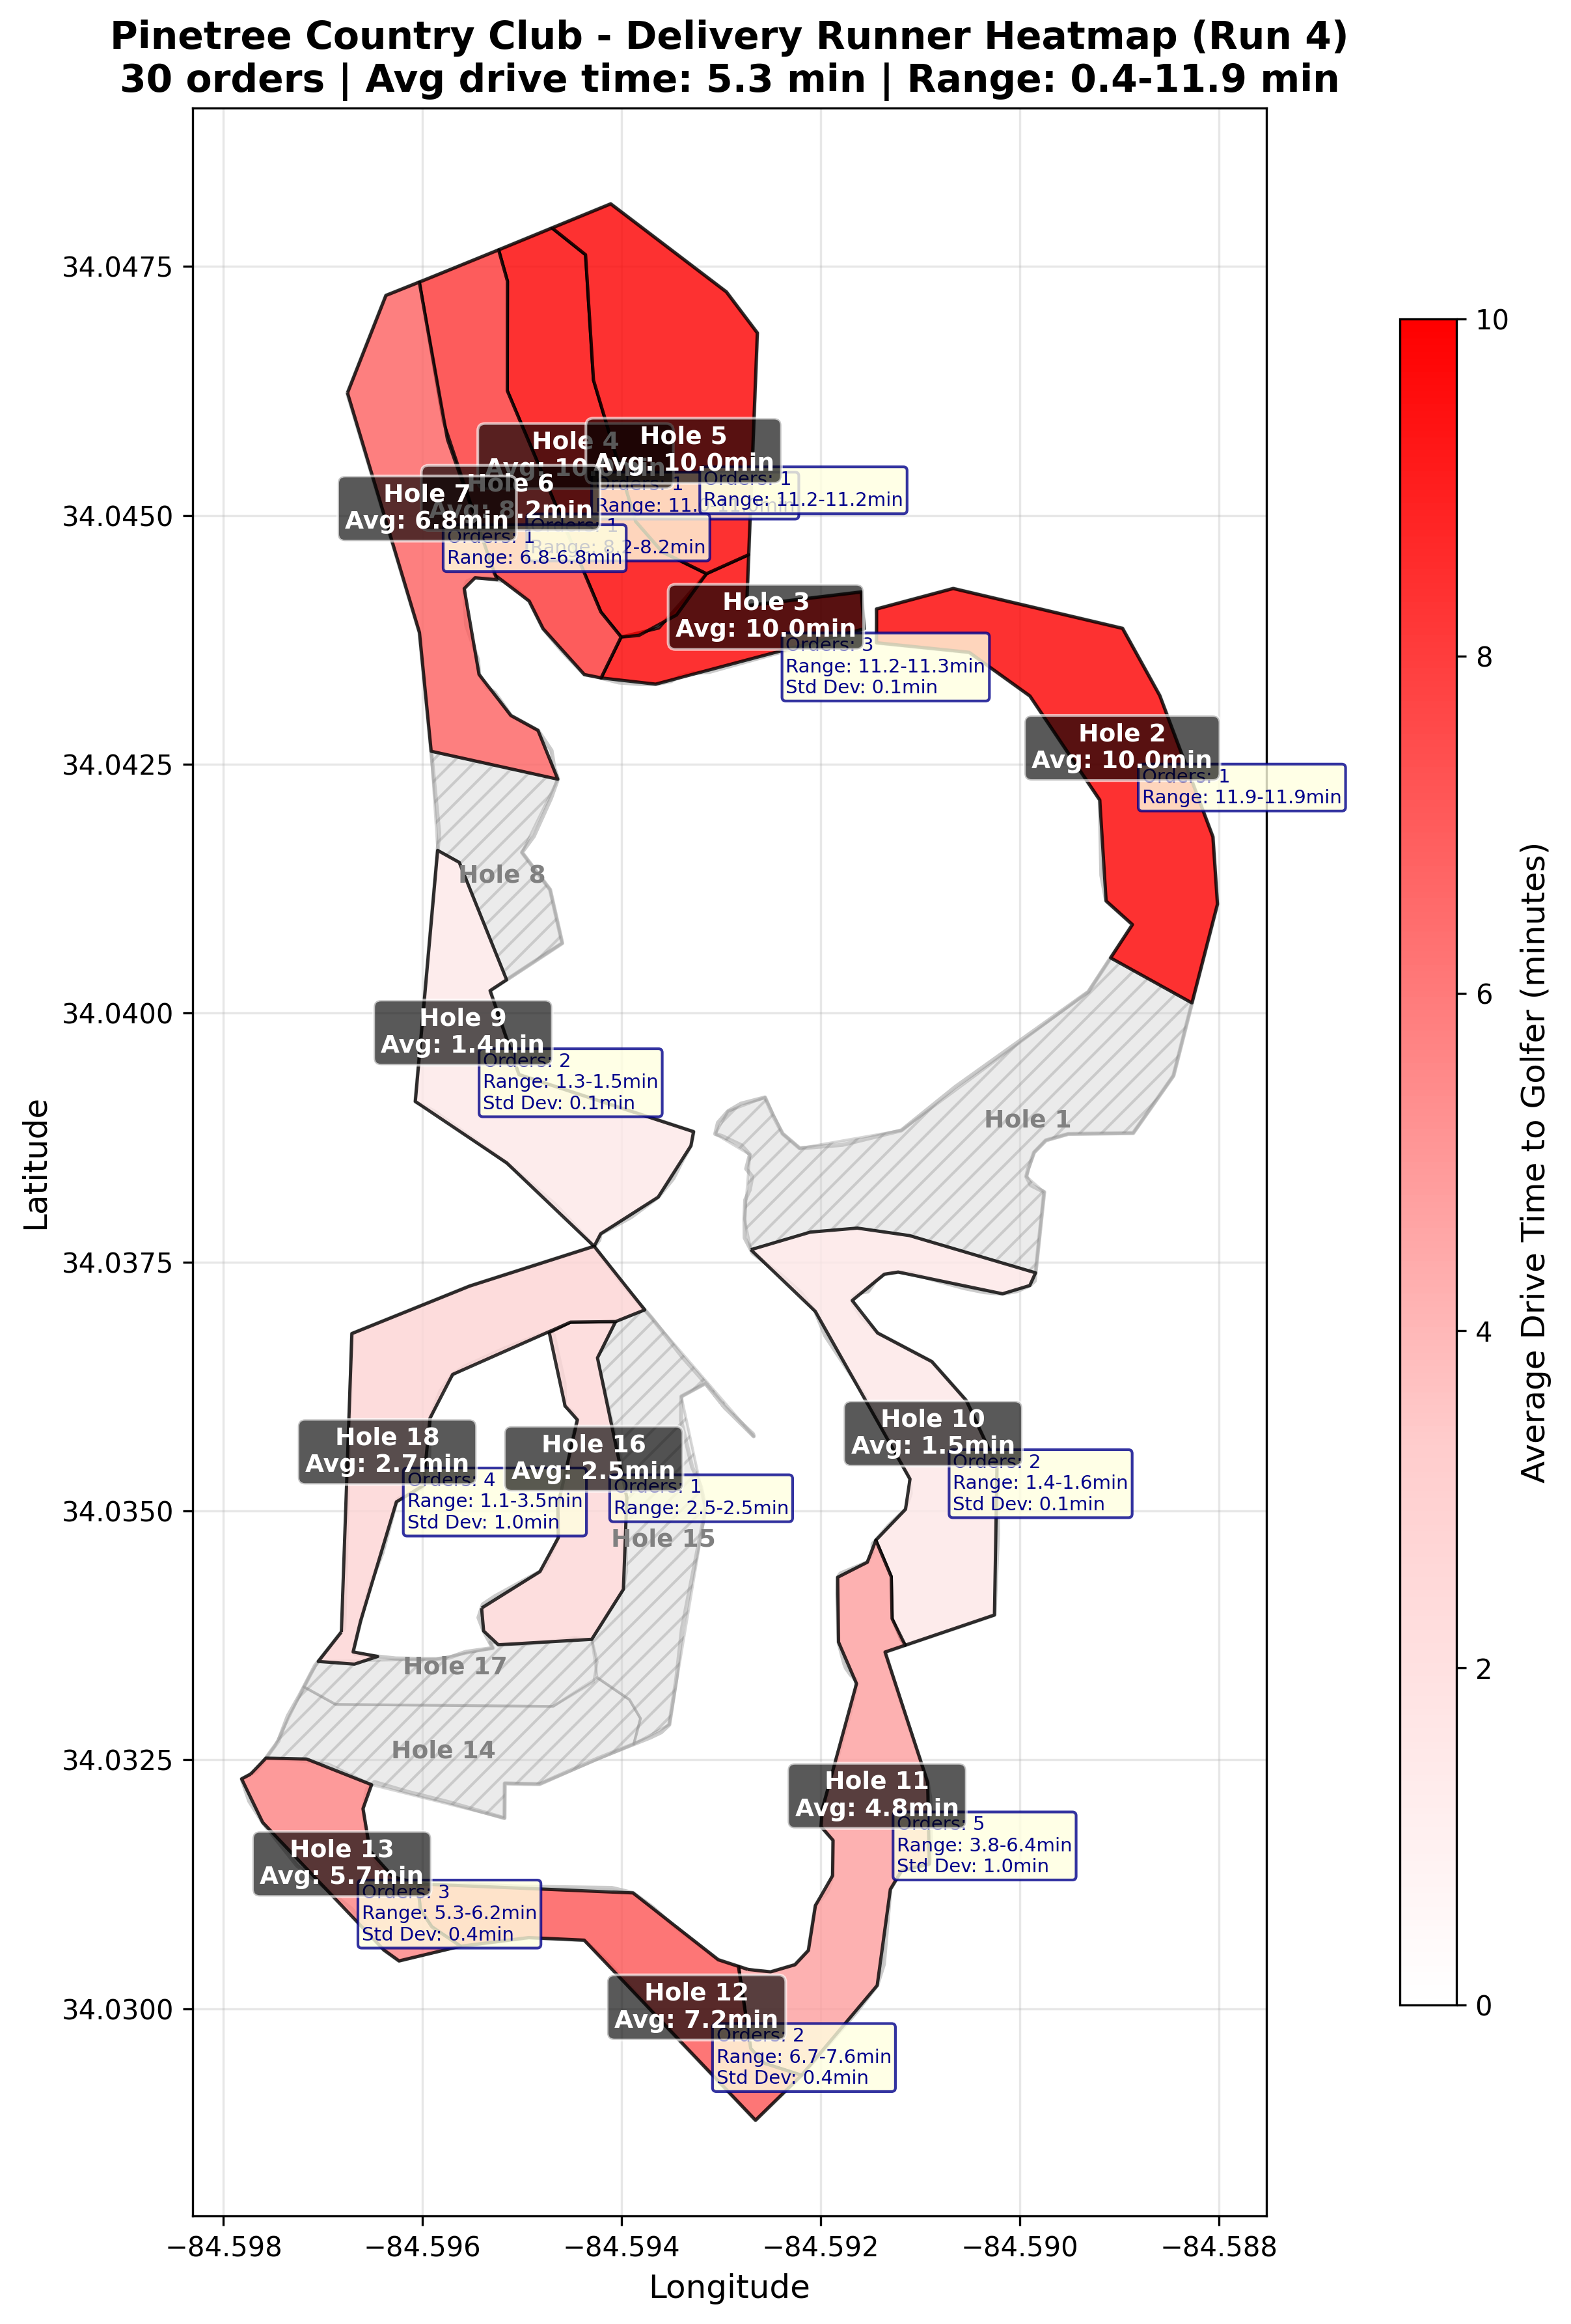 Pinetree Country Club - Delivery Runner Heatmap (Run 4)
30 orders | Avg drive time: 5.3 min | Range: 0.4-11.9 min
34.0475
34.0450
34.0425
34.0400
34.0375
34.0350
34.0325
34.0300
Latitude
−84.598
−84.596
−84.594
−84.592
−84.590
−84.588
Longitude
10
8
6
4
2
0
Average Drive Time to Golfer (minutes)
Hole 4
Avg: 10.
Orders: 1
Range: 11.
Hole 5
Avg: 10.0min
Orders: 1
Range: 11.2-11.2min
Hole 6
Avg: 8.2min
Orders: 1
Range: 8.2-8.2min
Hole 7
Avg: 6.8min
Orders: 1
Range: 6.8-6.8min
Hole 3
Avg: 10.0min
Orders: 3
Range: 11.2-11.3min
Std Dev: 0.1min
Hole 2
Avg: 10.0min
Orders: 1
Range: 11.9-11.9min
Hole 8
Hole 9
Avg: 1.4min
Orders: 2
Range: 1.3-1.5min
Std Dev: 0.1min
Hole 1
Hole 10
Avg: 1.5min
Orders: 2
Range: 1.4-1.6min
Std Dev: 0.1min
Hole 18
Avg: 2.7min
Orders: 4
Range: 1.1-3.5min
Std Dev: 1.0min
Hole 16
Avg: 2.5min
Orders: 1
Range: 2.5-2.5min
Hole 15
Hole 17
Hole 14
Hole 11
Avg: 4.8min
Orders: 5
Range: 3.8-6.4min
Std Dev: 1.0min
Hole 13
Avg: 5.7min
Orders: 3
Range: 5.3-6.2min
Std Dev: 0.4min
Hole 12
Avg: 7.2min
Orders: 2
Range: 6.7-7.6min
Std Dev: 0.4min